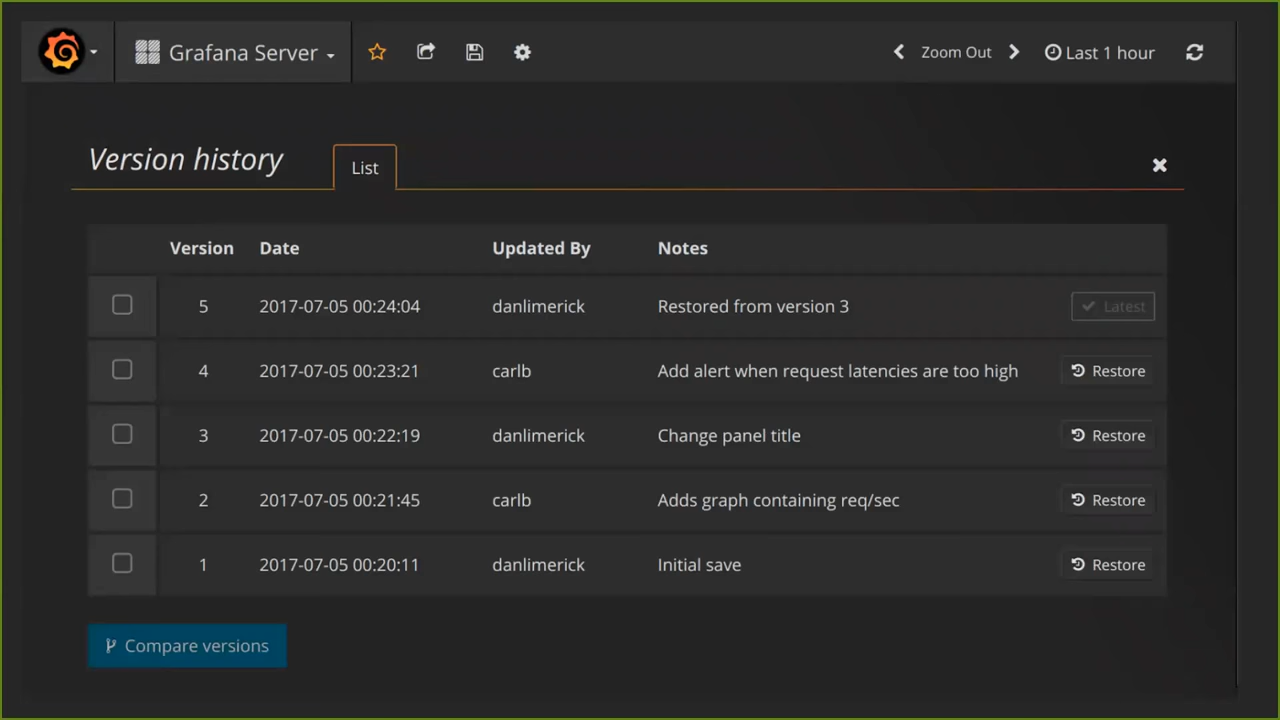 Grafana Server Zoom Out Last 1 hour
Version history List
Version Date Updated By Notes
5 2017-07-05 00:24:04 danlimerick Restored from version 3 Latest
4 2017-07-05 00:23:21 carlb Add alert when request latencies are too high Restore
3 2017-07-05 00:22:19 danlimerick Change panel title Restore
2 2017-07-05 00:21:45 carlb Adds graph containing req/sec Restore
1 2017-07-05 00:20:11 danlimerick Initial save Restore
Compare versions